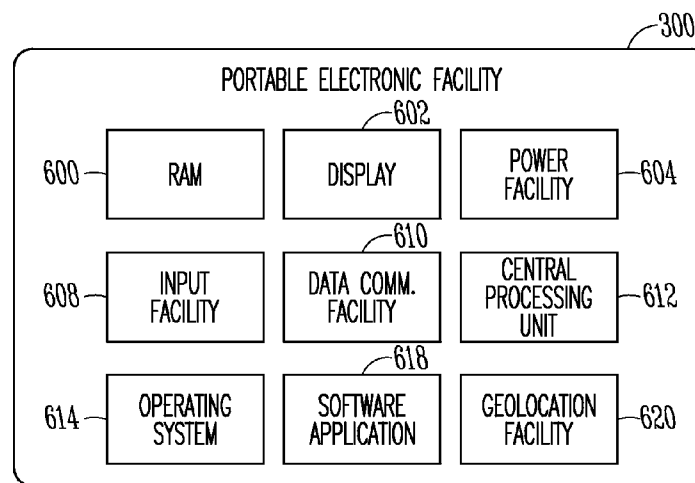 300
PORTABLE ELECTRONIC FACILITY
602
600
RAM
DISPLAY
POWER
FACILITY
604
610
608
INPUT
FACILITY
DATA COMM.
FACILITY
CENTRAL
PROCESSING
UNIT
612
618
614
OPERATING
SYSTEM
SOFTWARE
APPLICATION
GEOLOCATION
FACILITY
620